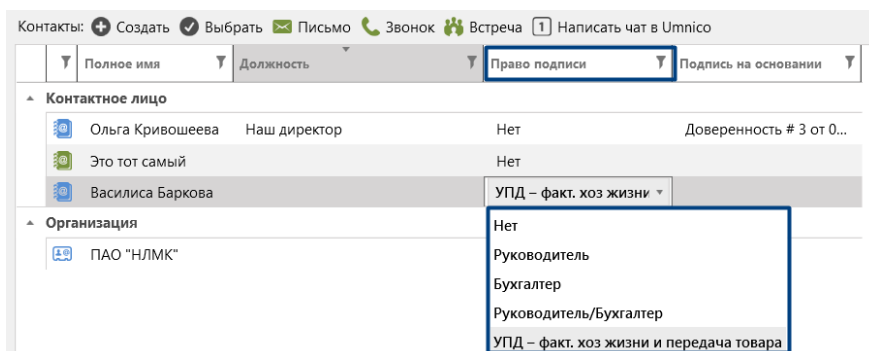 Контакты: Создать Выбрать Письмо Звонок Встреча 1 Написать чат в Umnico
Полное имя Должность Право подписи Подпись на основании
Контактное лицо
Ольга Кривошеева Наш директор Нет Доверенность # 3 от 0...
Это тот самый Нет
Василиса Баркова УПД – факт. хоз жизни
Организация
Нет
ПАО "НЛМК"
Руководитель
Бухгалтер
Руководитель/Бухгалтер
УПД – факт. хоз жизни и передача товара